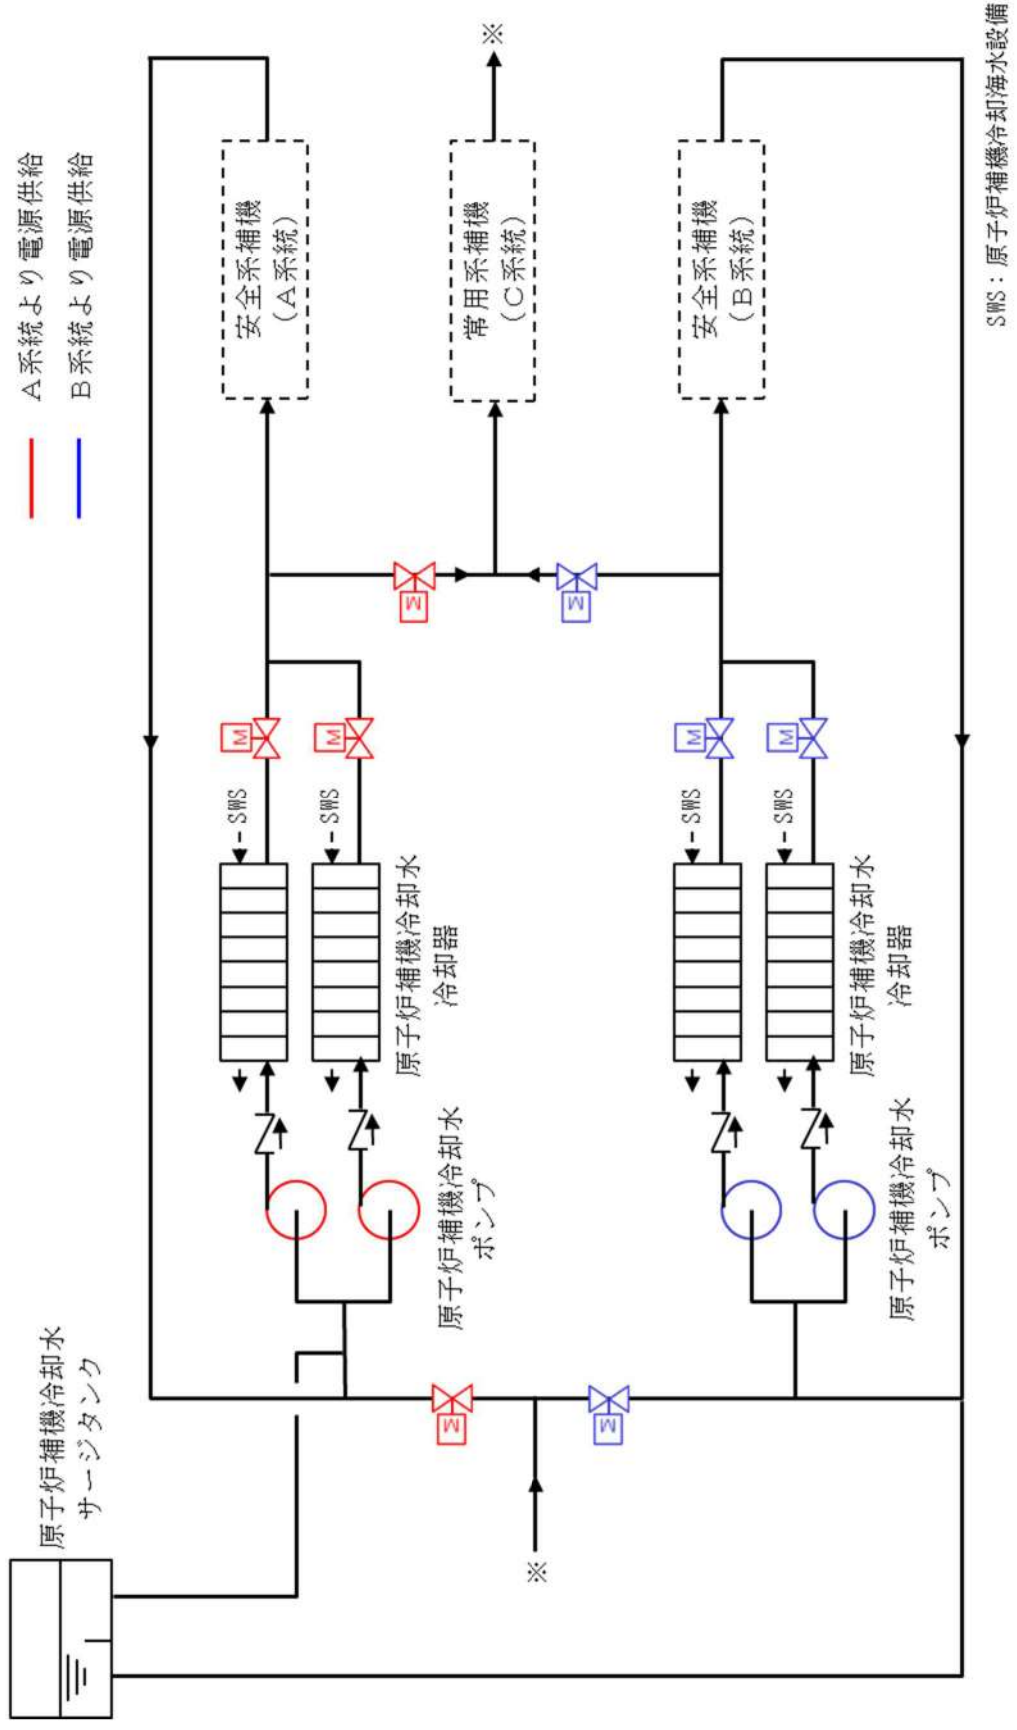 原子炉補機冷却水
サージタンク
A系統より電源供給
B系統より電源供給
原子炉補機冷却水
ポンプ
原子炉補機冷却水
冷却器
SWS
SWS
M
M
M
M
安全系補機
(A系統)
常用系補機
(C系統)
※
※
M
M
原子炉補機冷却水
ポンプ
原子炉補機冷却水
冷却器
SWS
SWS
M
M
安全系補機
(B系統)
SWS:原子炉補機冷却海水設備